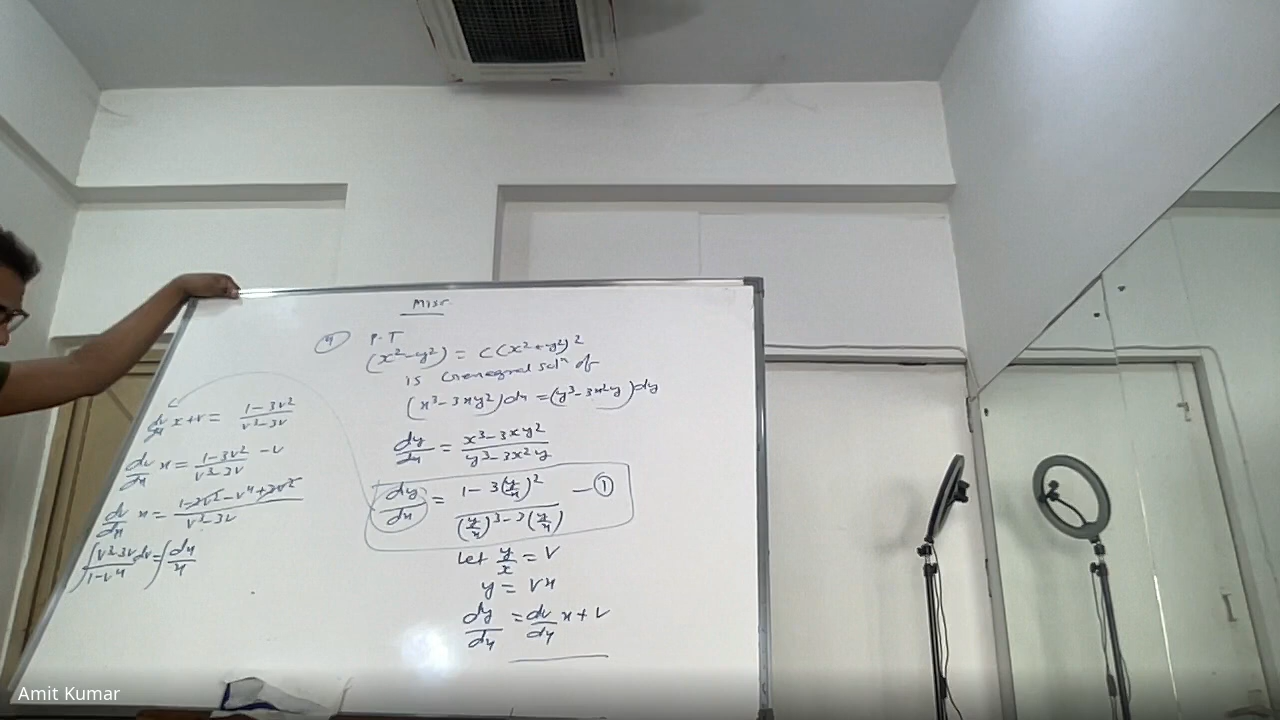 Misc
④ P.T
(x²-y²) = C(x²+y²)²
is General solⁿ of
(x³-3xy²)dx = (y³-3x²y)dy
dy/dx = x³-3xy² / y³-3x²y
dy/dx = 1-3(y/x)² / (y/x)³-3(y/x) — ①
let y/x = v
y = vx
dy/dx = dv/dx x+v
dv/dx x+v = 1-3v² / v³-3v
dv/dx x = 1-3v² / v³-3v - v
dv/dx x = 1-3v²-v⁴+3v² / v³-3v
∫ v³-3v / 1-v⁴ dv = ∫ dx/x
Amit Kumar